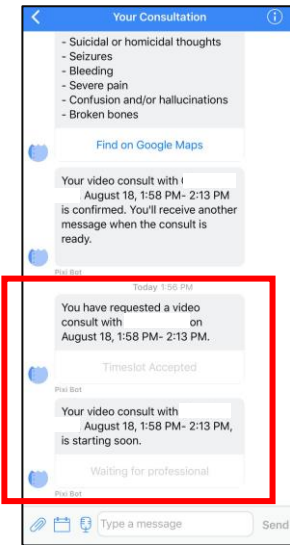 Your Consultation
- Suicidal or homicidal thoughts
- Seizures
- Bleeding
- Severe pain
- Confusion and/or hallucinations
- Broken bones
Find on Google Maps
Your video consult with
August 18, 1:58 PM- 2:13 PM
is confirmed. You'll receive another
message when the consult is
ready.
Pixi Bot
Today 1:56 PM
You have requested a video
consult with on
August 18, 1:58 PM- 2:13 PM.
Timeslot Accepted
Pixi Bot
Your video consult with
August 18, 1:58 PM- 2:13 PM,
is starting soon.
Waiting for professional
Pixi Bot
Type a message
Send